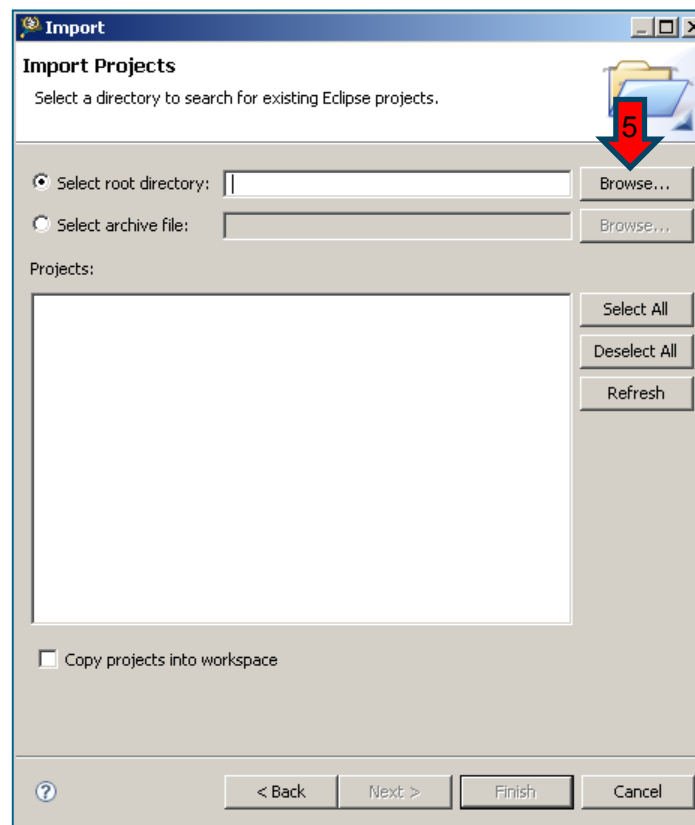 Import
Import Projects
Select a directory to search for existing Eclipse projects.
5
Select root directory:
Browse...
Select archive file:
Browse...
Projects:
Select All
Deselect All
Refresh
Copy projects into workspace
?
< Back
Next >
Finish
Cancel